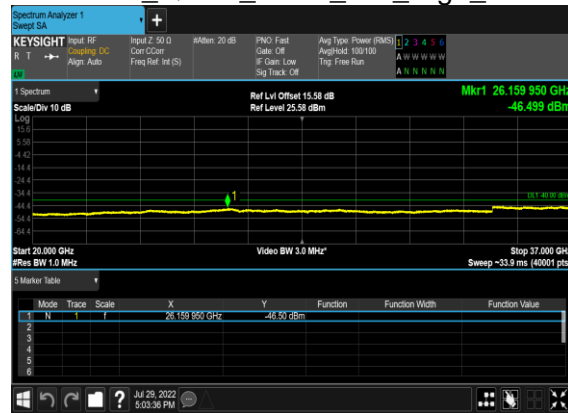 Spectrum Analyzer 1
Swept SA
+
KEYSIGHT Input: RF Input Z: 50 Ω #Atten: 20 dB PNO: Fast Avg Type: Power (RMS) 1 2 3 4 5 6
R T Coupling: DC Corr CCorr Gate: Off Avg|Hold: 100/100 A W W W W W
Align: Auto Freq Ref: Int (S) IF Gain: Low Trig: Free Run
LXI Sig Track: Off A N N N N N
1 Spectrum Ref Lvl Offset 15.58 dB Mkr1 26.159 950 GHz
Scale/Div 10 dB Ref Level 25.58 dBm -46.499 dBm
Log
15.6
5.58
-4.42
-14.4
-24.4
-34.4
-44.4
-54.4
-64.4
1
UL1 -40.00 dBm
Start 20.000 GHz Video BW 3.0 MHz* Stop 37.000 GHz
#Res BW 1.0 MHz Sweep ~33.9 ms (40001 pts)
5 Marker Table
Mode Trace Scale X Y Function Function Width Function Value
1 N 1 f 26.159 950 GHz -46.50 dBm
2
3
4
5
6
? Jul 29, 2022
5:03:36 PM